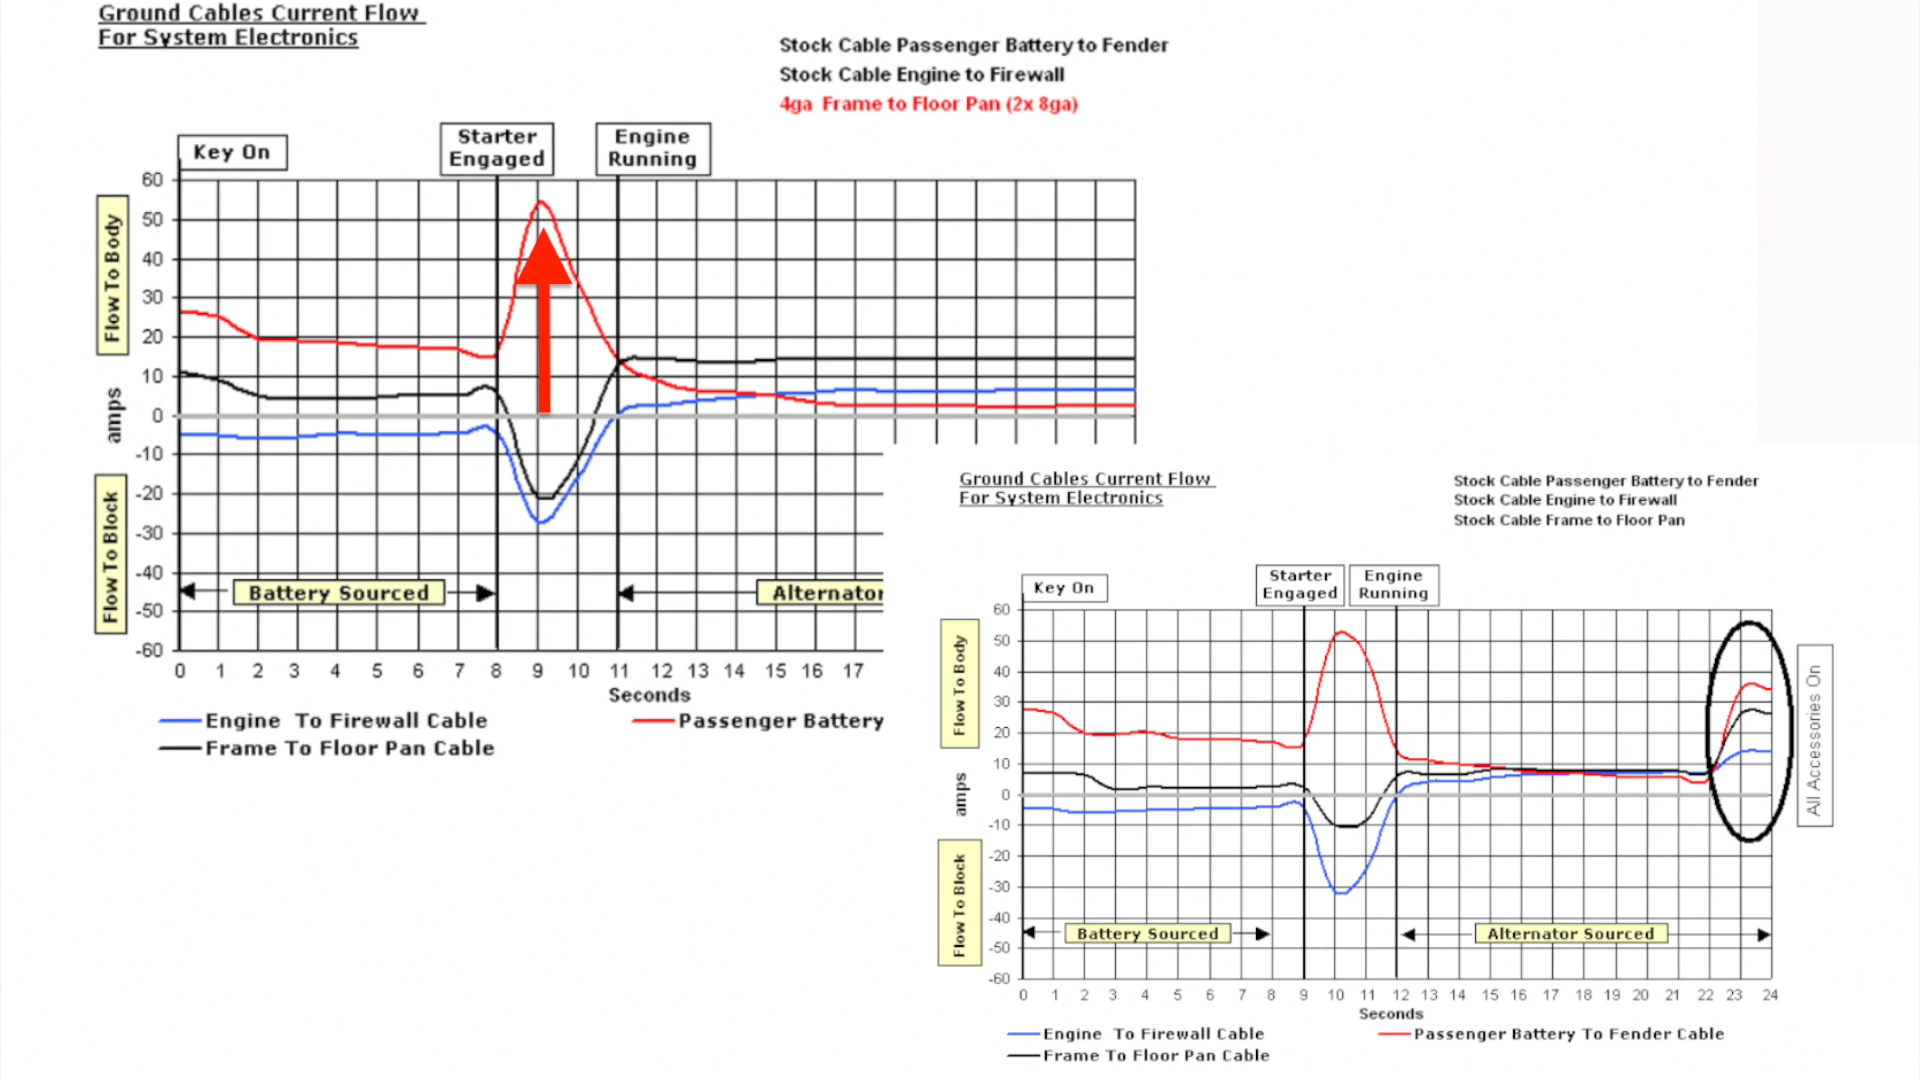 Ground Cables Current Flow
For System Electronics
Stock Cable Passenger Battery to Fender
Stock Cable Engine to Firewall
4ga Frame to Floor Pan (2x 8ga)
Key On
Starter
Engaged
Engine
Running
60
50
40
30
20
10
0
-10
-20
-30
-40
-50
-60
Flow To Body
amps
Flow To Block
Battery Sourced
Alternator
0 1 2 3 4 5 6 7 8 9 10 11 12 13 14 15 16 17
Seconds
Engine To Firewall Cable
Passenger Battery
Frame To Floor Pan Cable
Ground Cables Current Flow
For System Electronics
Stock Cable Passenger Battery to Fender
Stock Cable Engine to Firewall
Stock Cable Frame to Floor Pan
Key On
Starter
Engaged
Engine
Running
60
50
40
30
20
10
0
-10
-20
-30
-40
-50
-60
Flow To Body
amps
Flow To Block
All Accessories On
Battery Sourced
Alternator Sourced
0 1 2 3 4 5 6 7 8 9 10 11 12 13 14 15 16 17 18 19 20 21 22 23 24
Seconds
Engine To Firewall Cable
Passenger Battery To Fender Cable
Frame To Floor Pan Cable